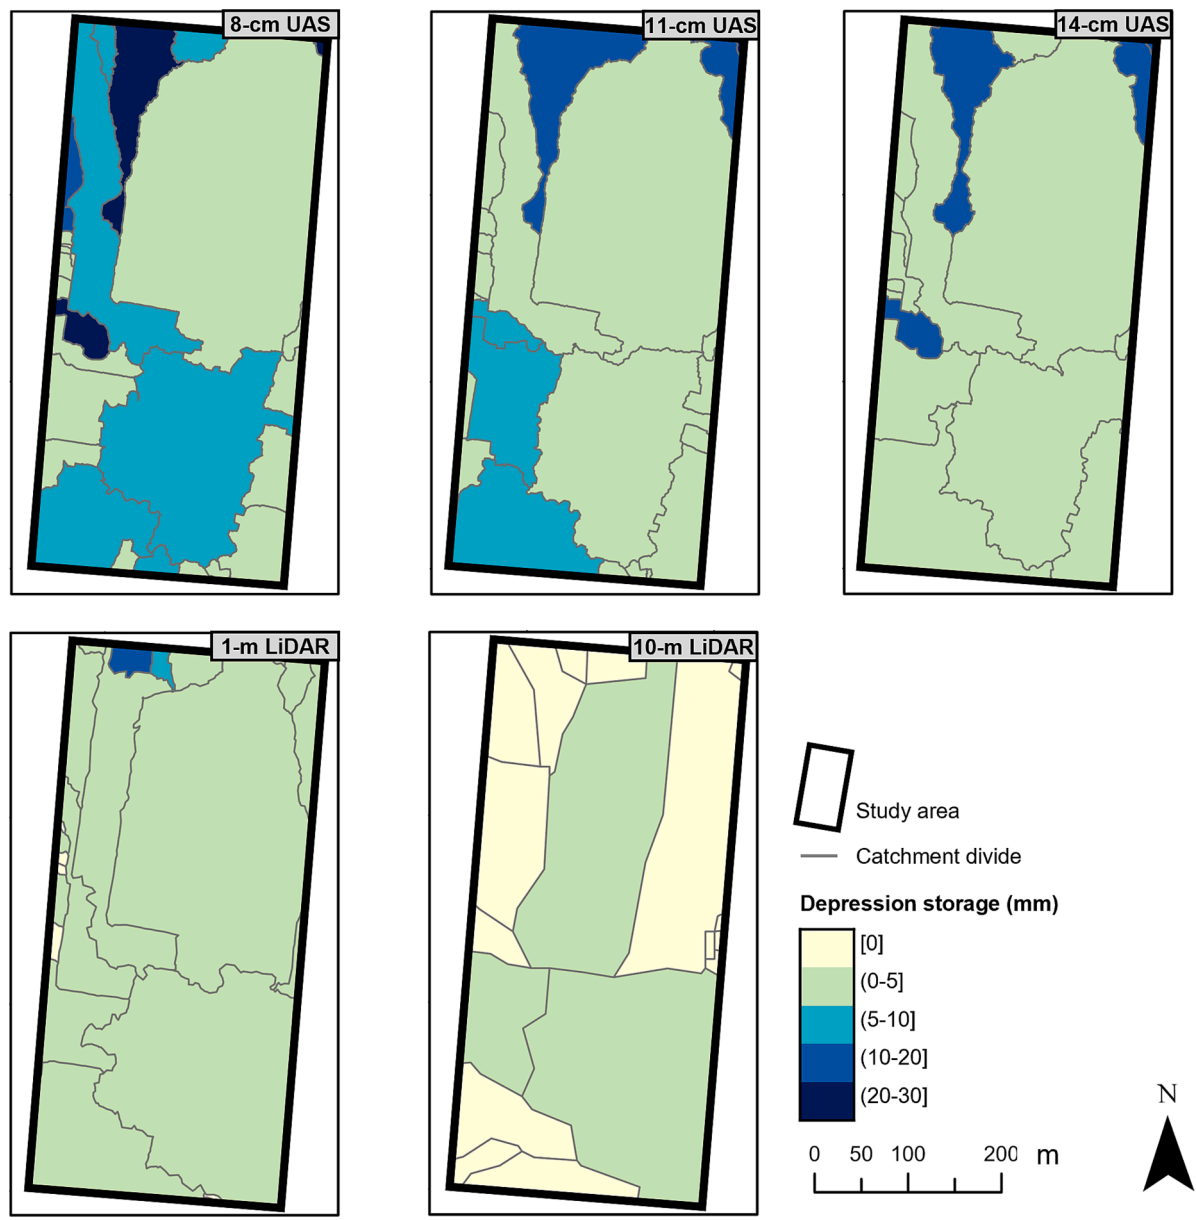 8-cm UAS
11-cm UAS
14-cm UAS
1-m LiDAR
10-m LiDAR
Study area
Catchment divide
Depression storage (mm)
[0]
(0-5]
(5-10]
(10-20]
(20-30]
N
0 50 100 200 m